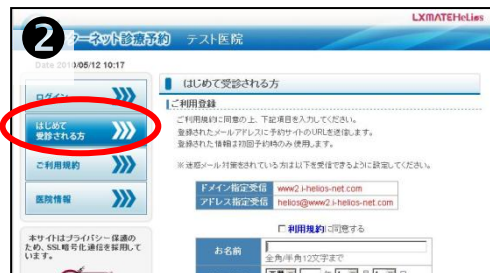 LXMATEHeLios
2
ーネット診療予約 テスト医院
/05/12 10:17
ログイン
はじめて
受診される方
ご利用規約
医院情報
本サイトはプライバシー保護の
ため、SSL暗号化通信を採用して
います。
はじめて受診される方
ご利用登録
ご利用規約に同意の上、下記項目を入力してください。
登録されたメールアドレスに予約サイトのURLを送信します。
登録された情報は初回予約時のみ使用します。
※迷惑メール対策をされている方は以下を受信できるように設定してください。
ドメイン指定受信 www2.i-helios-net.com
アドレス指定受信 helios@www2.i-helios-net.com
利用規約に同意する
お名前
全角/半角12文字まで